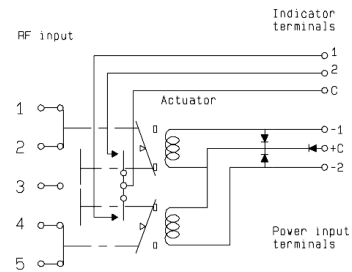 Indicator
terminals
RF input
1
2
C
Actuator
1
2
3
4
5
-1
+C
-2
Power input
terminals